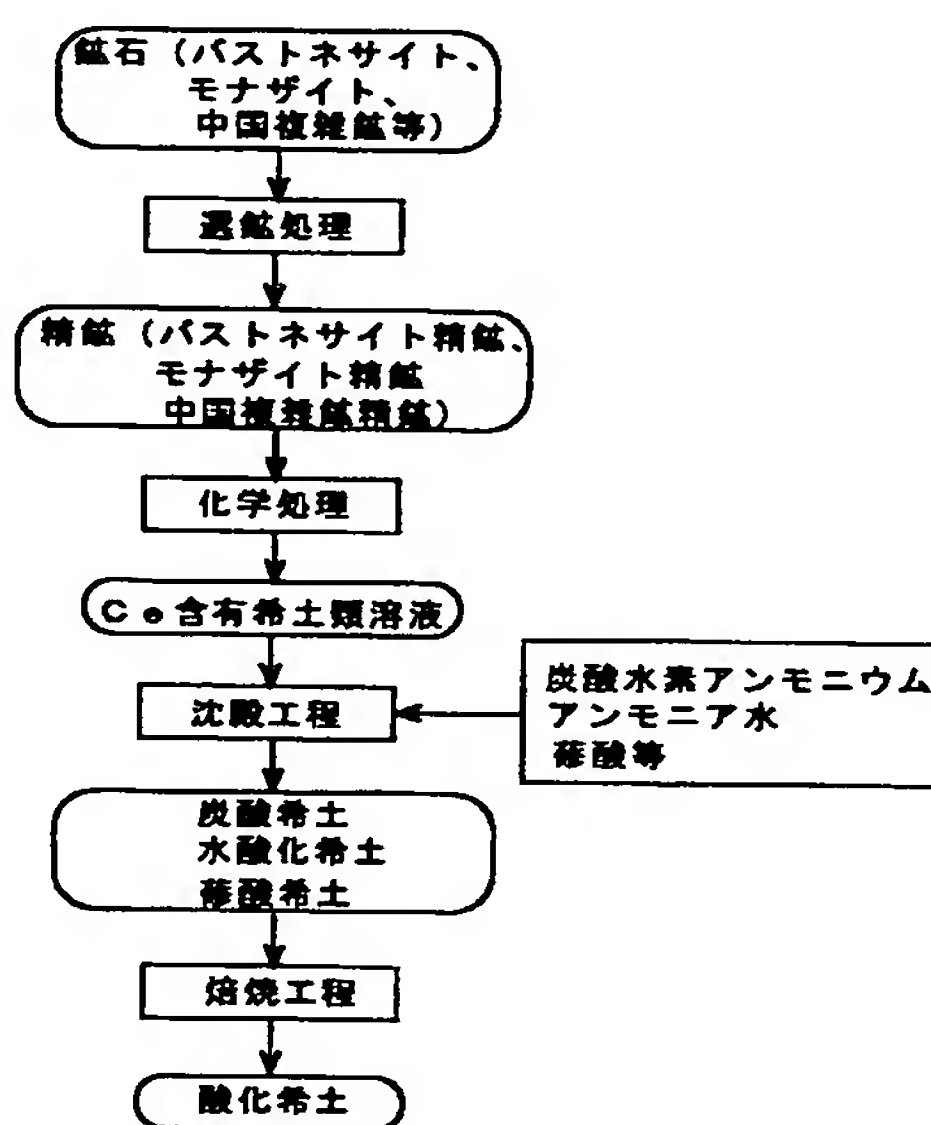 鉱石（バストネサイト、
モナザイト、
中国複雑鉱等）
選鉱処理
精鉱（バストネサイト精鉱、
モナザイト精鉱
中国複雑鉱精鉱）
化学処理
Ce含有希土類溶液
沈殿工程
炭酸水素アンモニウム
アンモニア水
蓚酸等
炭酸希土
水酸化希土
蓚酸希土
焙焼工程
酸化希土